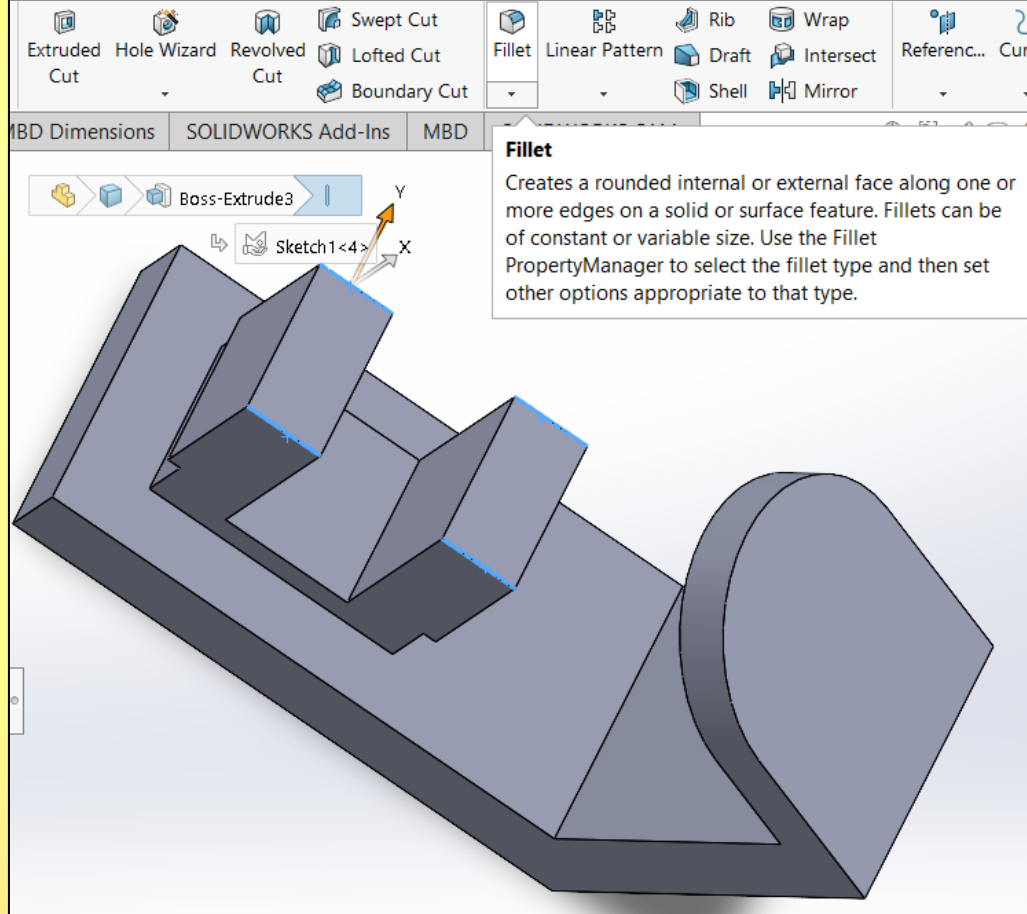 Extruded Cut
Hole Wizard
Revolved Cut
Swept Cut
Lofted Cut
Boundary Cut
Fillet
Linear Pattern
Rib
Draft
Shell
Wrap
Intersect
Mirror
Referenc...
MBD Dimensions
SOLIDWORKS Add-Ins
MBD
Fillet
Creates a rounded internal or external face along one or
more edges on a solid or surface feature. Fillets can be
of constant or variable size. Use the Fillet
PropertyManager to select the fillet type and then set
other options appropriate to that type.
Boss-Extrude3
Sketch1<4>
Y
X